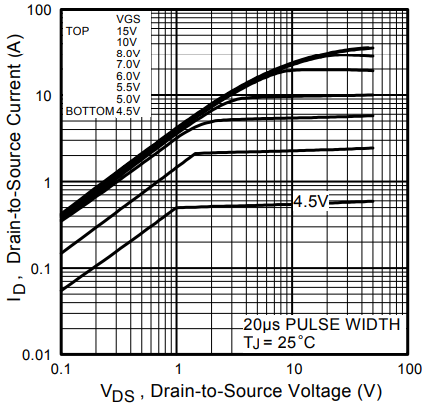 100
10
1
0.1
0.01
I D , Drain-to-Source Current (A)
VGS
TOP 15V
10V
8.0V
7.0V
6.0V
5.5V
5.0V
BOTTOM 4.5V
4.5V
20µs PULSE WIDTH
TJ = 25°C
0.1 1 10 100
VDS , Drain-to-Source Voltage (V)